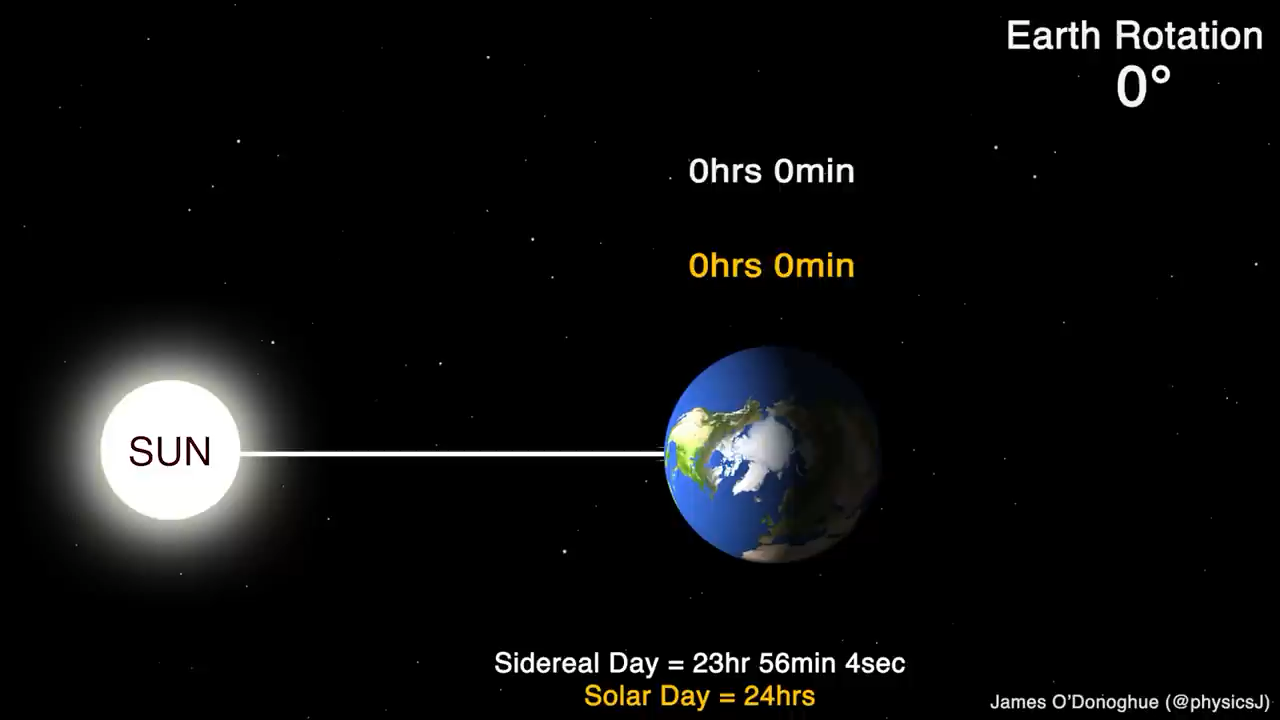 Earth Rotation
0°
0hrs 0min
0hrs 0min
SUN
Sidereal Day = 23hr 56min 4sec
Solar Day = 24hrs
James O'Donoghue (@physicsJ)